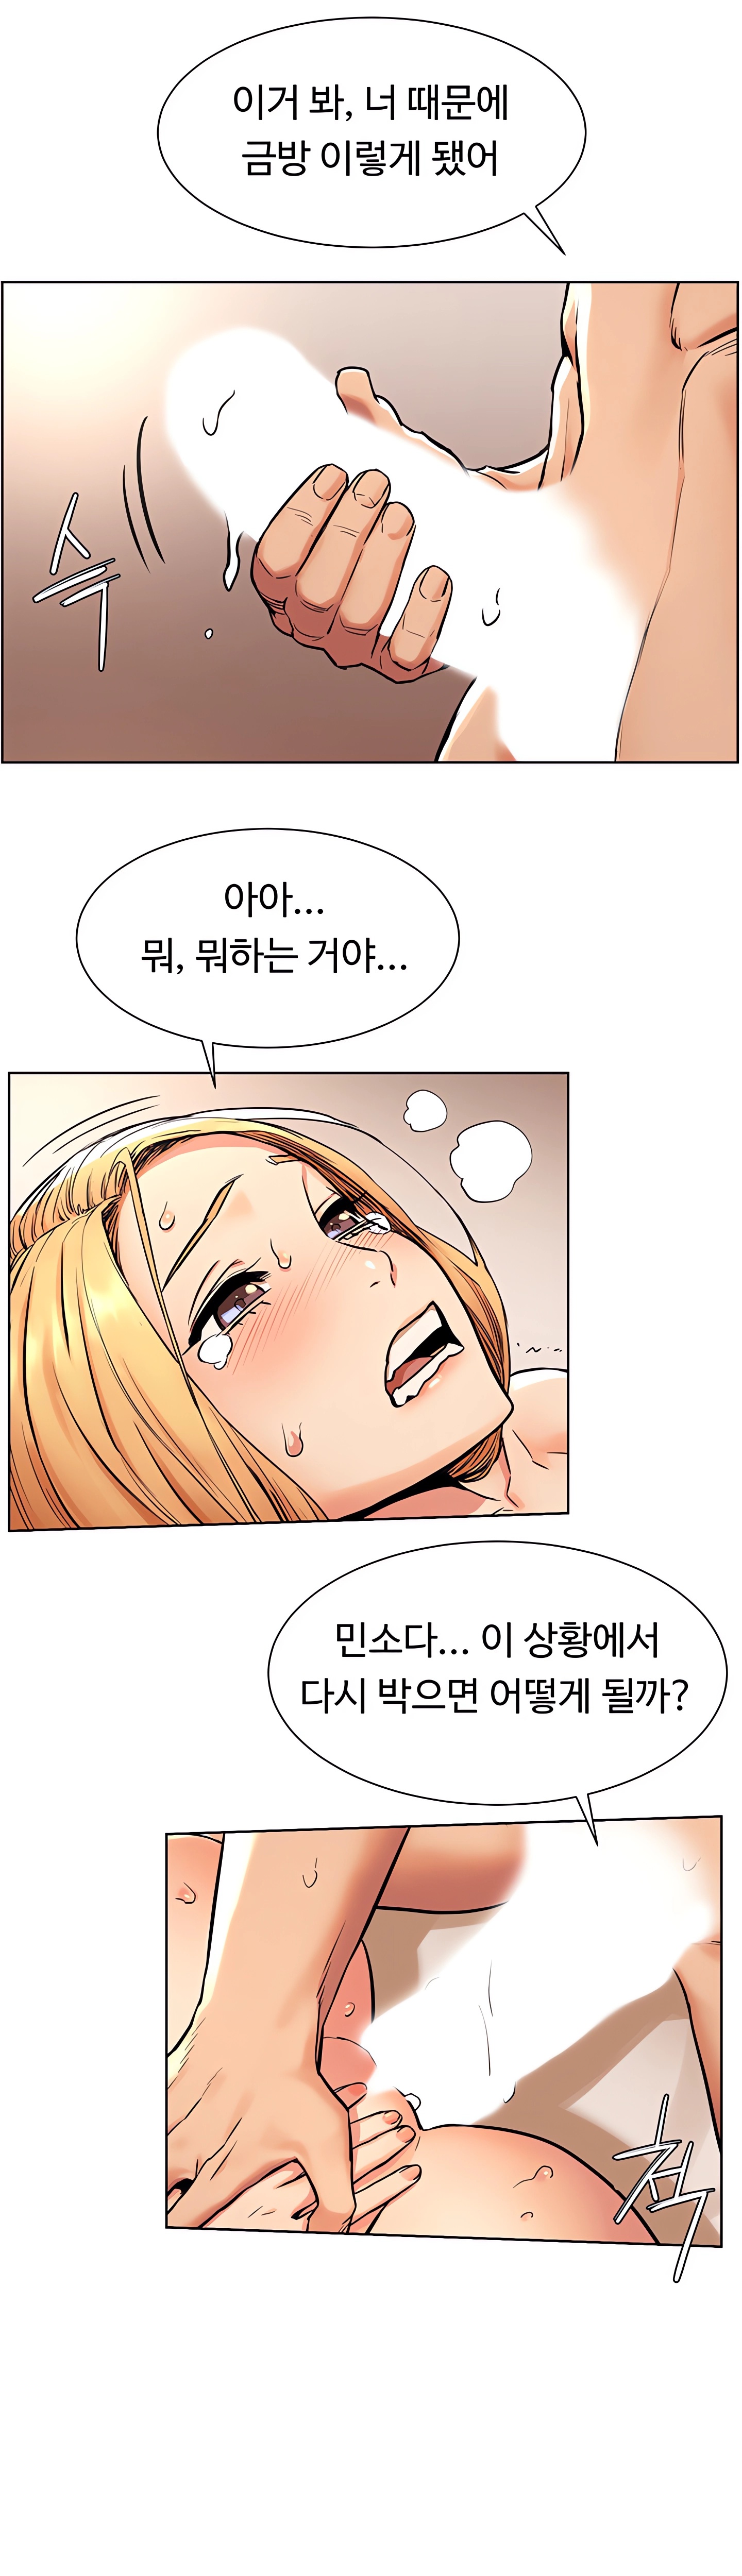 이거 봐, 너 때문에
금방 이렇게 됐어
슥
아아...
뭐, 뭐하는 거야...
민소다... 이 상황에서
다시 박으면 어떻게 될까?
척